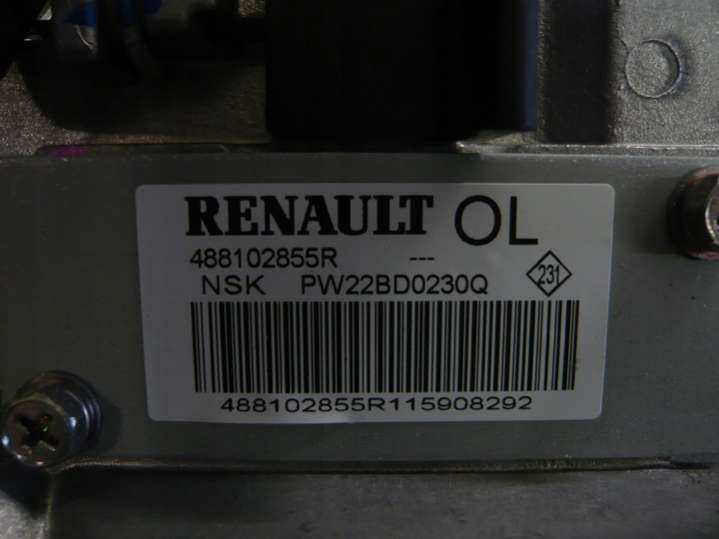 RENAULT OL
488102855R ---
NSK PW22BD0230Q 231
488102855R115908292